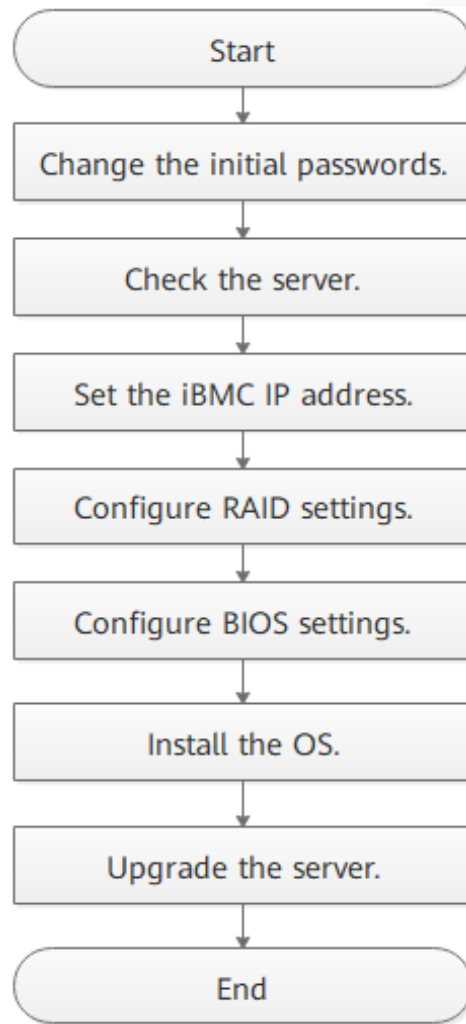 Start
Change the initial passwords.
Check the server.
Set the iBMC IP address.
Configure RAID settings.
Configure BIOS settings.
Install the OS.
Upgrade the server.
End